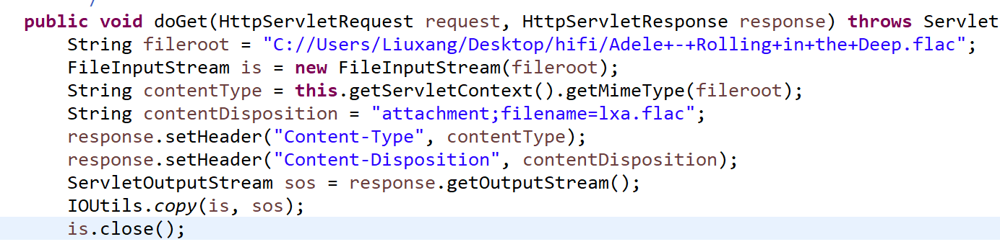 /
public void doGet(HttpServletRequest request, HttpServletResponse response) throws Servlet
String fileroot = "C://Users/Liuxang/Desktop/hifi/Adele+-+Rolling+in+the+Deep.flac";
FileInputStream is = new FileInputStream(fileroot);
String contentType = this.getServletContext().getMimeType(fileroot);
String contentDisposition = "attachment;filename=lxa.flac";
response.setHeader("Content-Type", contentType);
response.setHeader("Content-Disposition", contentDisposition);
ServletOutputStream sos = response.getOutputStream();
IOUtils.copy(is, sos);
is.close();